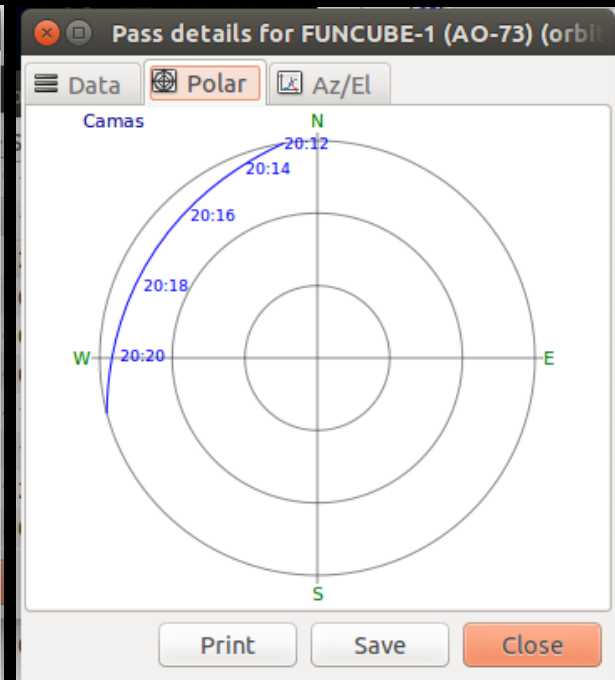 Pass details for FUNCUBE-1 (AO-73) (orbi
Data Polar Az/El
Camas
N
20:12
20:14
20:16
20:18
W 20:20 E
S
Print Save Close